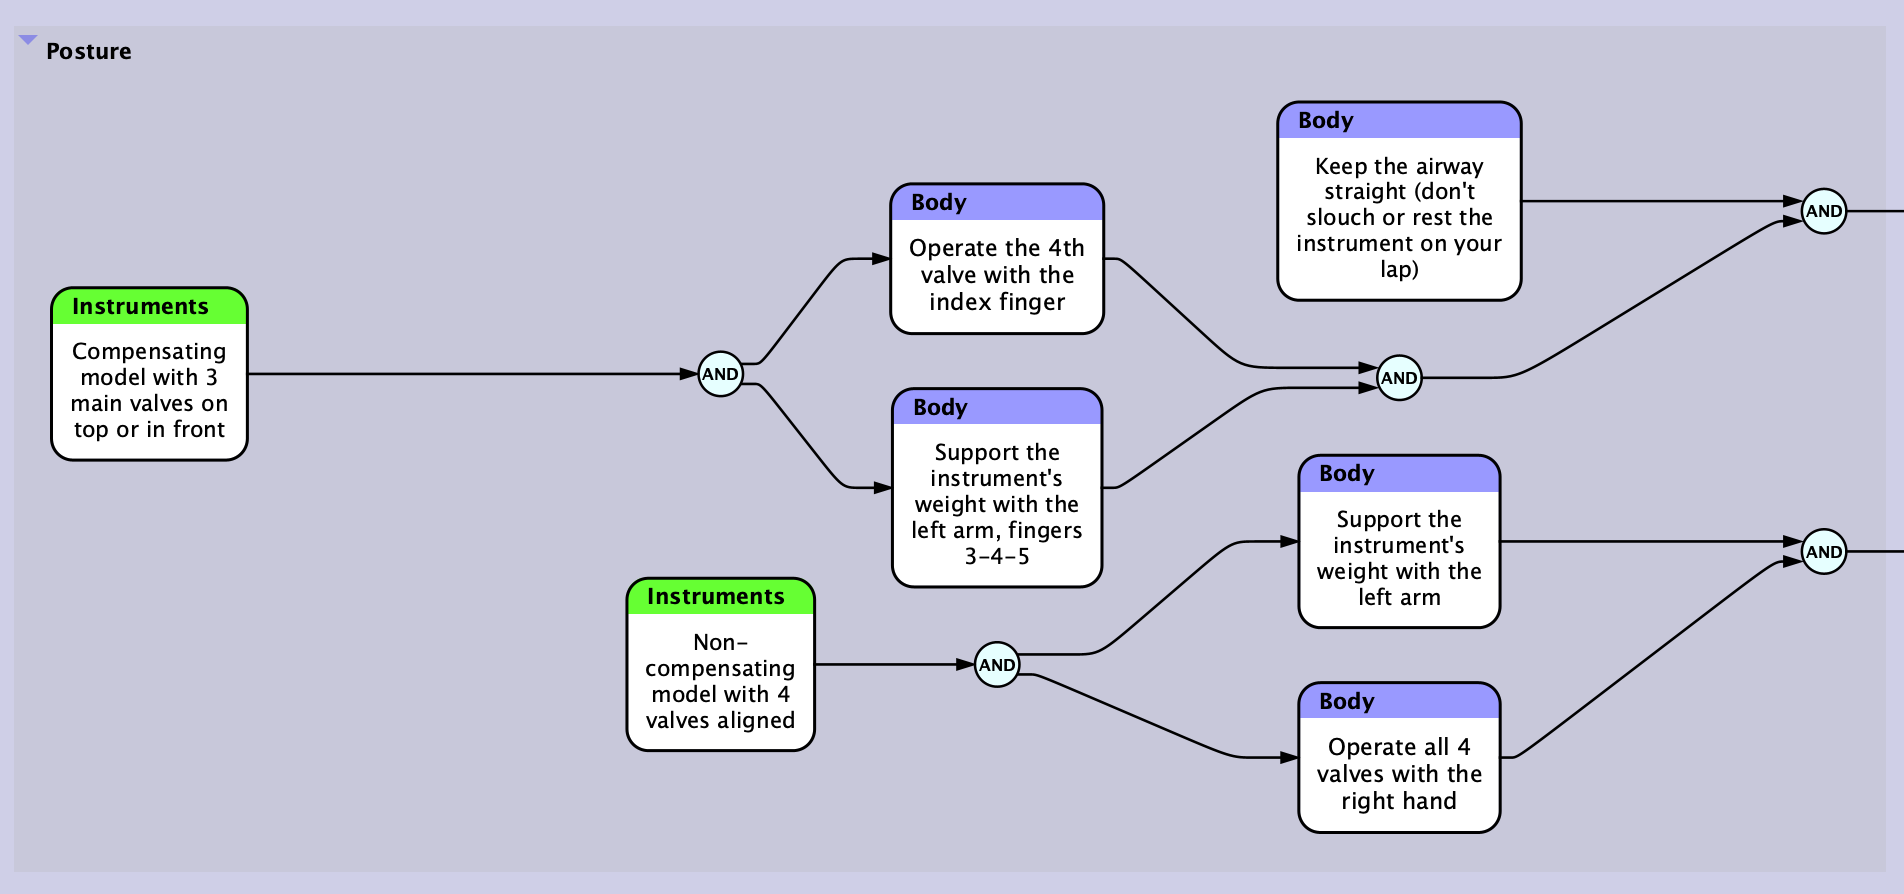 Posture
Instruments
Compensating
model with 3
main valves on
top or in front
AND
Body
Operate the 4th
valve with the
index finger
Body
Support the
instrument's
weight with the
left arm, fingers
3-4-5
AND
Body
Keep the airway
straight (don't
slouch or rest the
instrument on your
lap)
AND
Instruments
Non-
compensating
model with 4
valves aligned
AND
Body
Support the
instrument's
weight with the
left arm
Body
Operate all 4
valves with the
right hand
AND